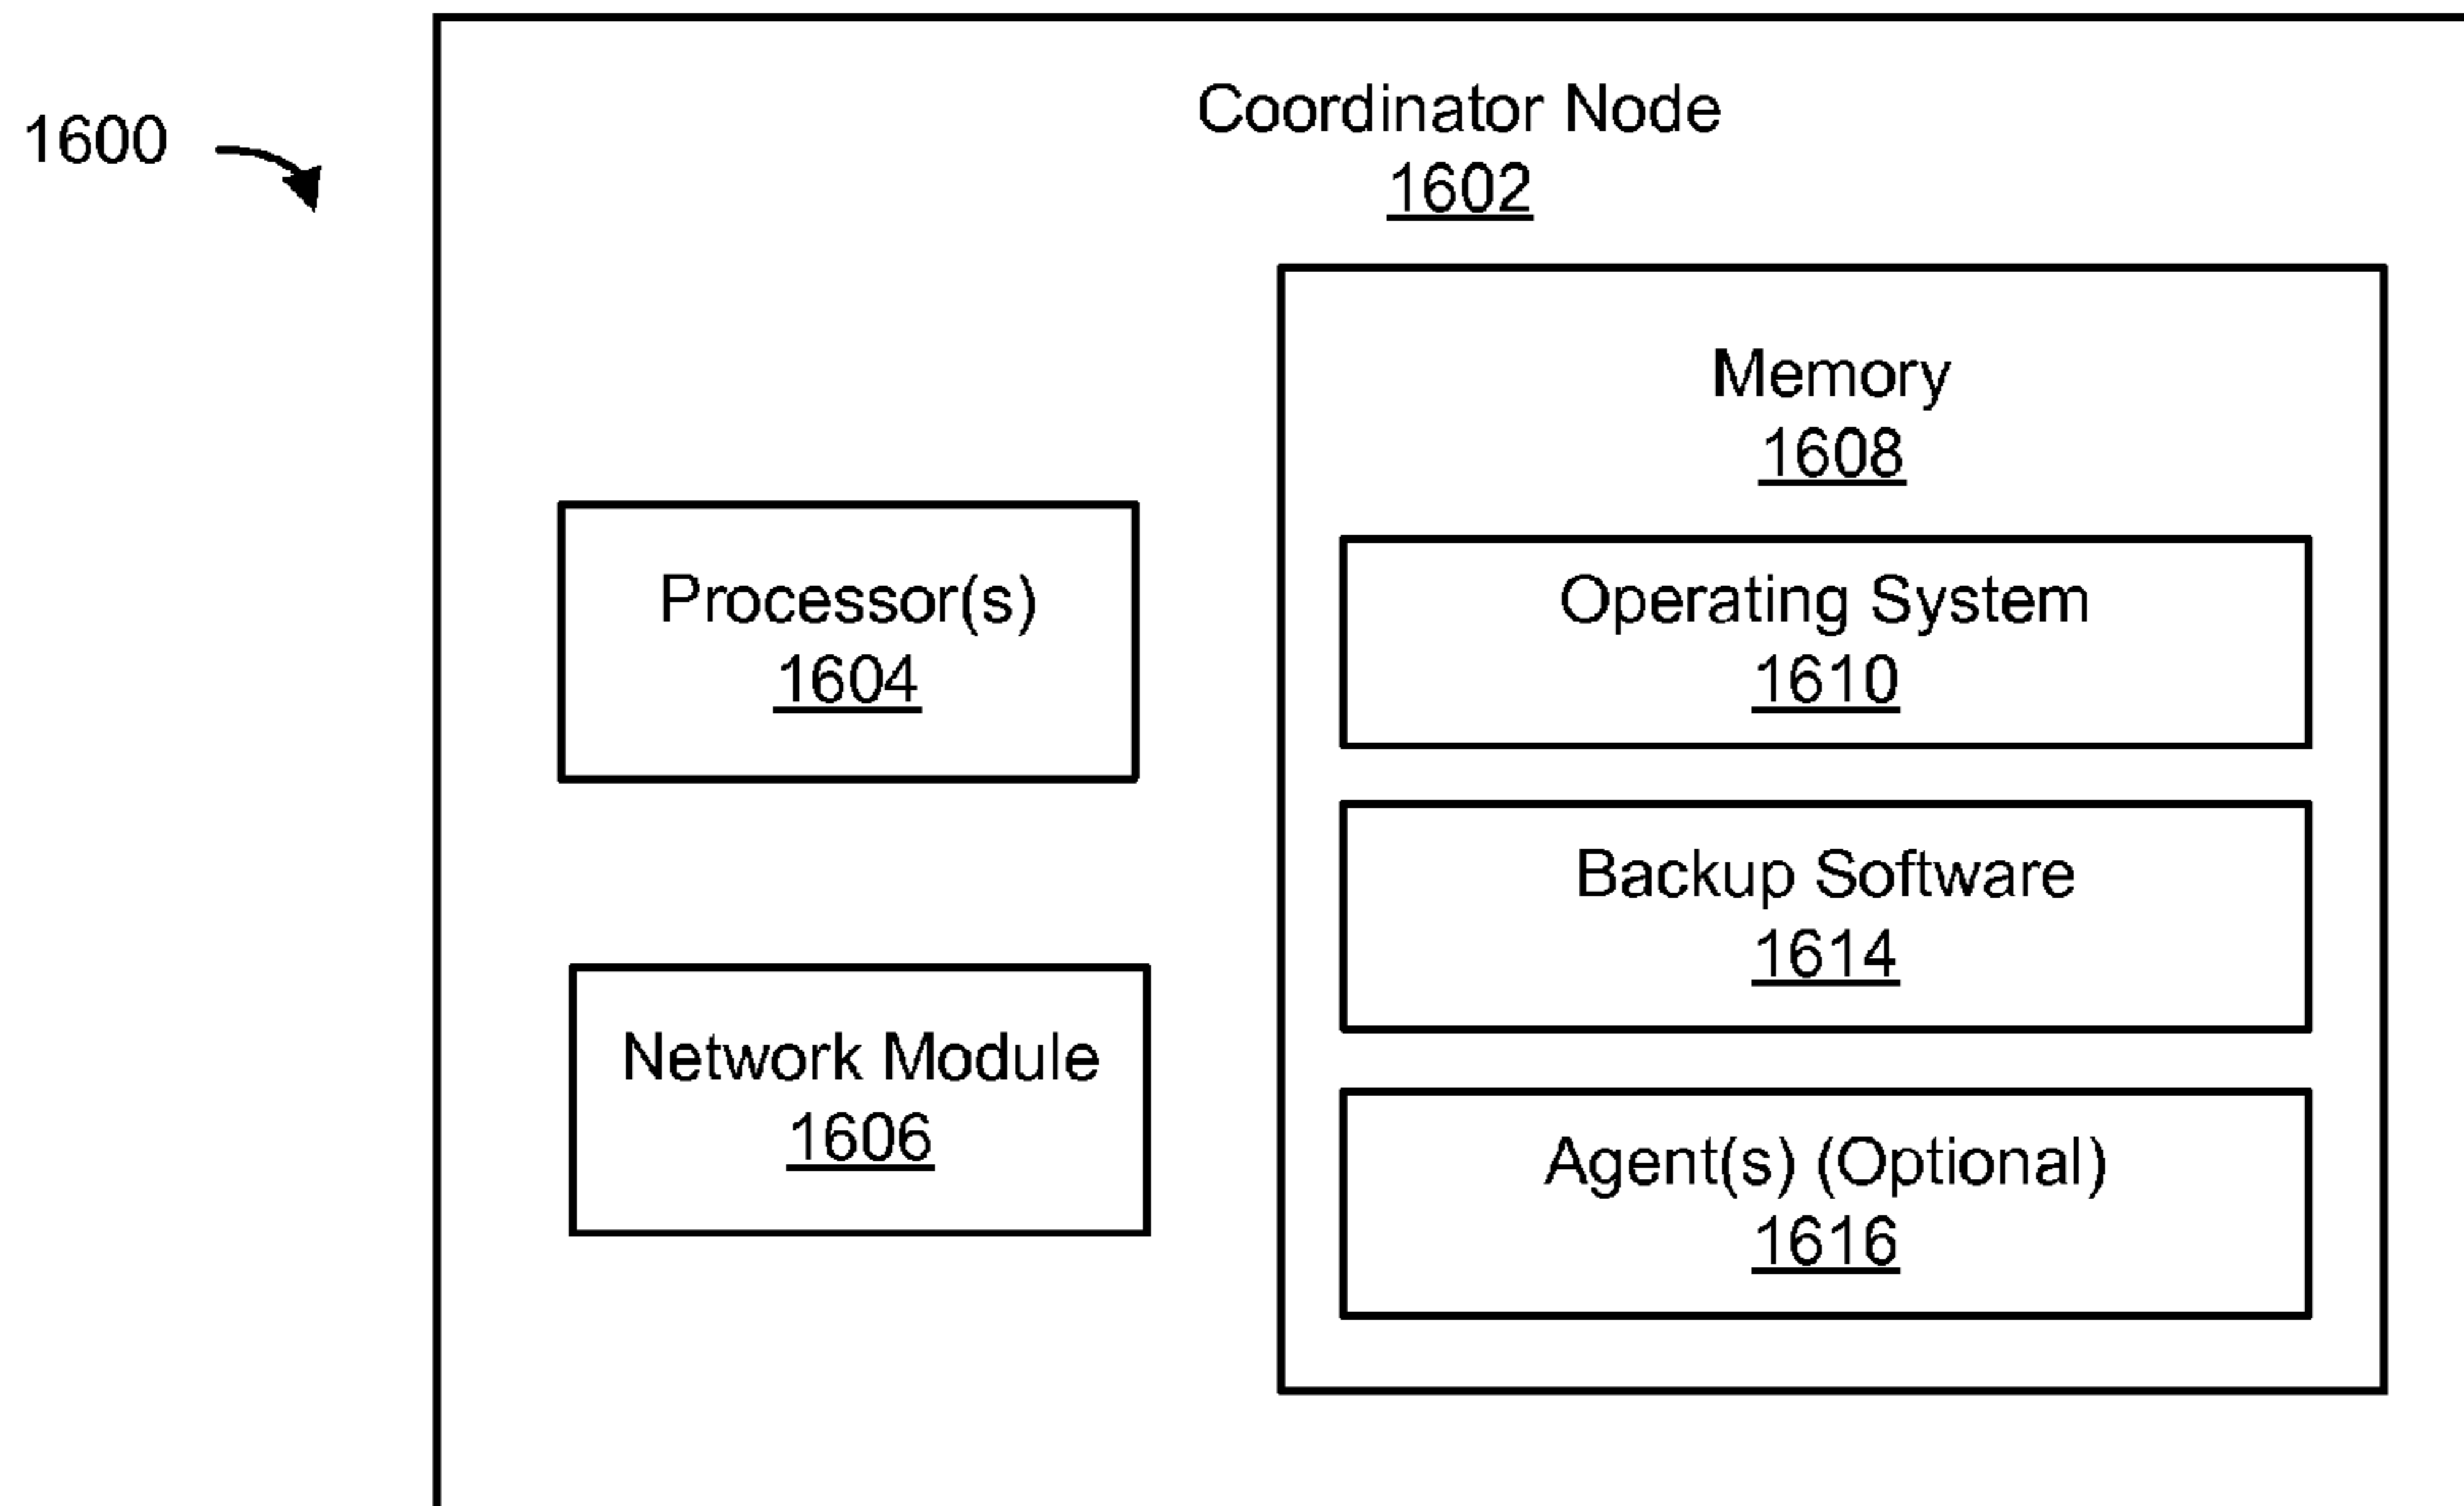 1600
Coordinator Node
1602
Memory
1608
Processor(s)
1604
Network Module
1606
Operating System
1610
Backup Software
1614
Agent(s) (Optional)
1616